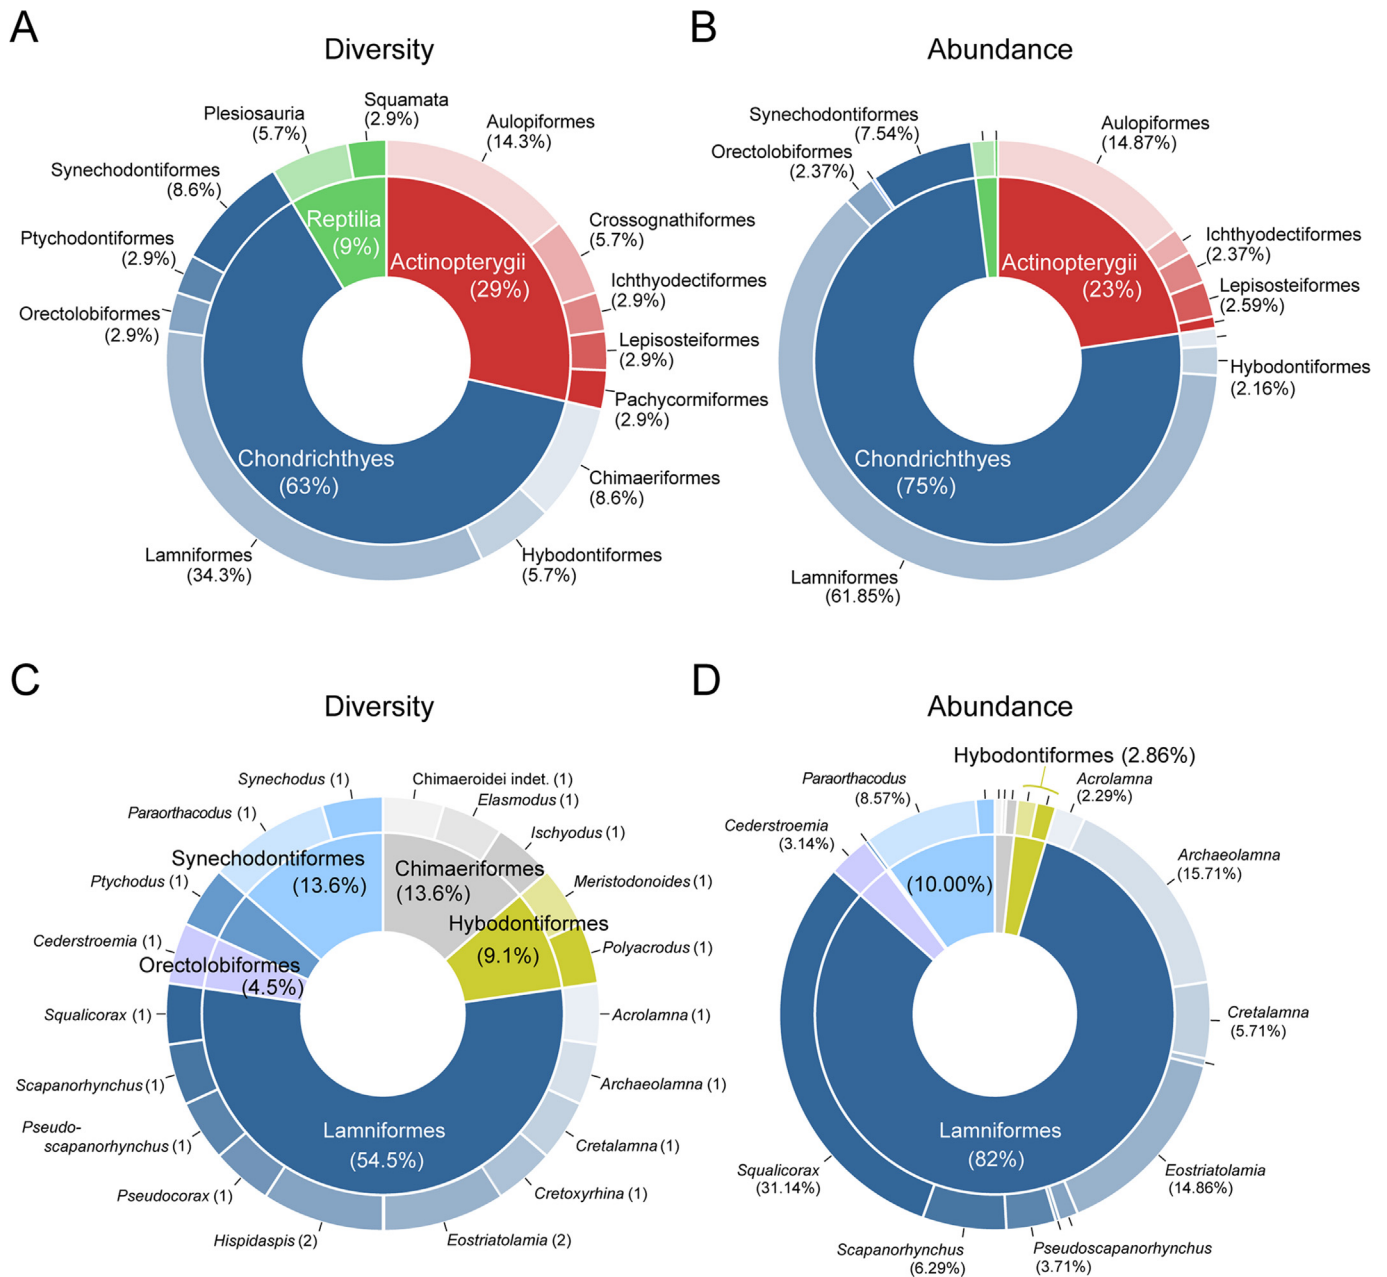 A
Diversity
Squamata
(2.9%)
Plesiosauria
(5.7%)
Aulopiformes
(14.3%)
Synechodontiformes
(8.6%)
Crossognathiformes
(5.7%)
Reptilia
(9%)
Actinopterygii
(29%)
Ptychodontiformes
(2.9%)
Ichthyodectiformes
(2.9%)
Orectolobiformes
(2.9%)
Lepisosteiformes
(2.9%)
Pachycormiformes
(2.9%)
Chondrichthyes
(63%)
Chimaeriformes
(8.6%)
Lamniformes
(34.3%)
Hybodontiformes
(5.7%)
B
Abundance
Synechodontiformes
(7.54%)
Aulopiformes
(14.87%)
Orectolobiformes
(2.37%)
Ichthyodectiformes
(2.37%)
Actinopterygii
(23%)
Lepisosteiformes
(2.59%)
Hybodontiformes
(2.16%)
Chondrichthyes
(75%)
Lamniformes
(61.85%)
C
Diversity
Synechodus (1)
Chimaeroidei indet. (1)
Elasmodus (1)
Paraorthacodus (1)
Ischyodus (1)
Synechodontiformes
(13.6%)
Chimaeriformes
(13.6%)
Ptychodus (1)
Meristodonoides (1)
Hybodontiformes
(9.1%)
Cederstroemia (1)
Polyacrodus (1)
Orectolobiformes
(4.5%)
Squalicorax (1)
Acrolamna (1)
Scapanorhynchus (1)
Archaeolamna (1)
Pseudo-
scapanorhynchus (1)
Lamniformes
(54.5%)
Cretalamna (1)
Pseudocorax (1)
Cretoxyrhina (1)
Hispidaspis (2)
Eostriatolamia (2)
D
Abundance
Hybodontiformes (2.86%)
Paraorthacodus
(8.57%)
Acrolamna
(2.29%)
Cederstroemia
(3.14%)
Archaeolamna
(15.71%)
(10.00%)
Cretalamna
(5.71%)
Lamniformes
(82%)
Squalicorax
(31.14%)
Eostriatolamia
(14.86%)
Scapanorhynchus
(6.29%)
Pseudoscapanorhynchus
(3.71%)